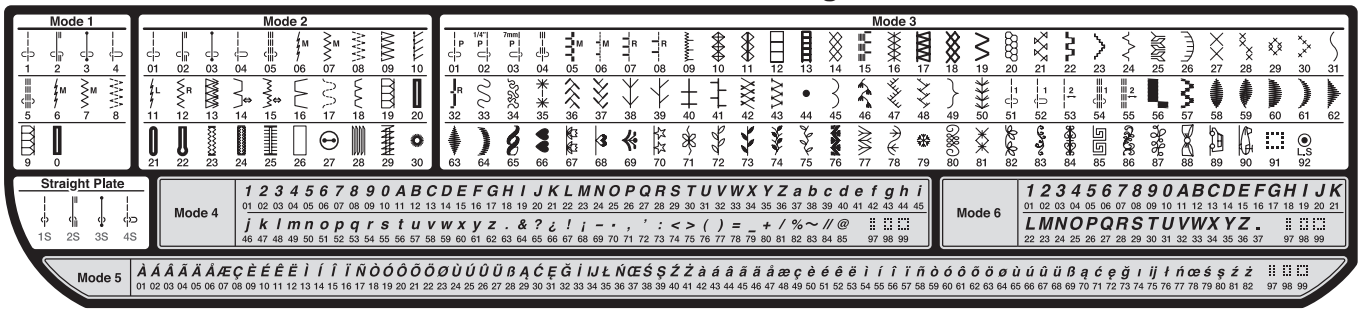 Mode 1 Mode 2 Mode 3
M M M P 1/4" P 7mm P M M R R
1 2 3 4 01 02 03 04 05 06 07 08 09 10 01 02 03 04 05 06 07 08 09 10 11 12 13 14 15 16 17 18 19 20 21 22 23 24 25 26 27 28 29 30 31
M M L R R 1 1 2 1 2
5 6 7 8 11 12 13 14 15 16 17 18 19 20 32 33 34 35 36 37 38 39 40 41 42 43 44 45 46 47 48 49 50 51 52 53 54 55 56 57 58 59 60 61 62
LS
9 0 21 22 23 24 25 26 27 28 29 30 63 64 65 66 67 68 69 70 71 72 73 74 75 76 77 78 79 80 81 82 83 84 85 86 87 88 89 90 91 92
Straight Plate
1S 2S 3S 4S
Mode 4
1 2 3 4 5 6 7 8 9 0 A B C D E F G H I J K L M N O P Q R S T U V W X Y Z a b c d e f g h i
01 02 03 04 05 06 07 08 09 10 11 12 13 14 15 16 17 18 19 20 21 22 23 24 25 26 27 28 29 30 31 32 33 34 35 36 37 38 39 40 41 42 43 44 45
j k l m n o p q r s t u v w x y z . & ? ¿ ! ¡ – · , ' : < > ( ) = _ + / % ~ // @
46 47 48 49 50 51 52 53 54 55 56 57 58 59 60 61 62 63 64 65 66 67 68 69 70 71 72 73 74 75 76 77 78 79 80 81 82 83 84 85 97 98 99
Mode 6
1 2 3 4 5 6 7 8 9 0 A B C D E F G H I J K
01 02 03 04 05 06 07 08 09 10 11 12 13 14 15 16 17 18 19 20 21
L M N O P Q R S T U V W X Y Z .
22 23 24 25 26 27 28 29 30 31 32 33 34 35 36 37 97 98 99
Mode 5
À Á Â Ã Ä Å Æ Ç È É Ê Ë Ì Í Î Ï Ñ Ò Ó Ô Õ Ö Ø Ù Ú Û Ü ß Ą Ć Ę Ğ İ IJ Ł Ń Œ Ś Ş Ź Ż à á â ã ä å æ ç è é ê ë ì í î ï ñ ò ó ô õ ö ø ù ú û ü ß ą ć ę ğ ı ij ł ń œ ś ş ź ż
01 02 03 04 05 06 07 08 09 10 11 12 13 14 15 16 17 18 19 20 21 22 23 24 25 26 27 28 29 30 31 32 33 34 35 36 37 38 39 40 41 42 43 44 45 46 47 48 49 50 51 52 53 54 55 56 57 58 59 60 61 62 63 64 65 66 67 68 69 70 71 72 73 74 75 76 77 78 79 80 81 82 97 98 99